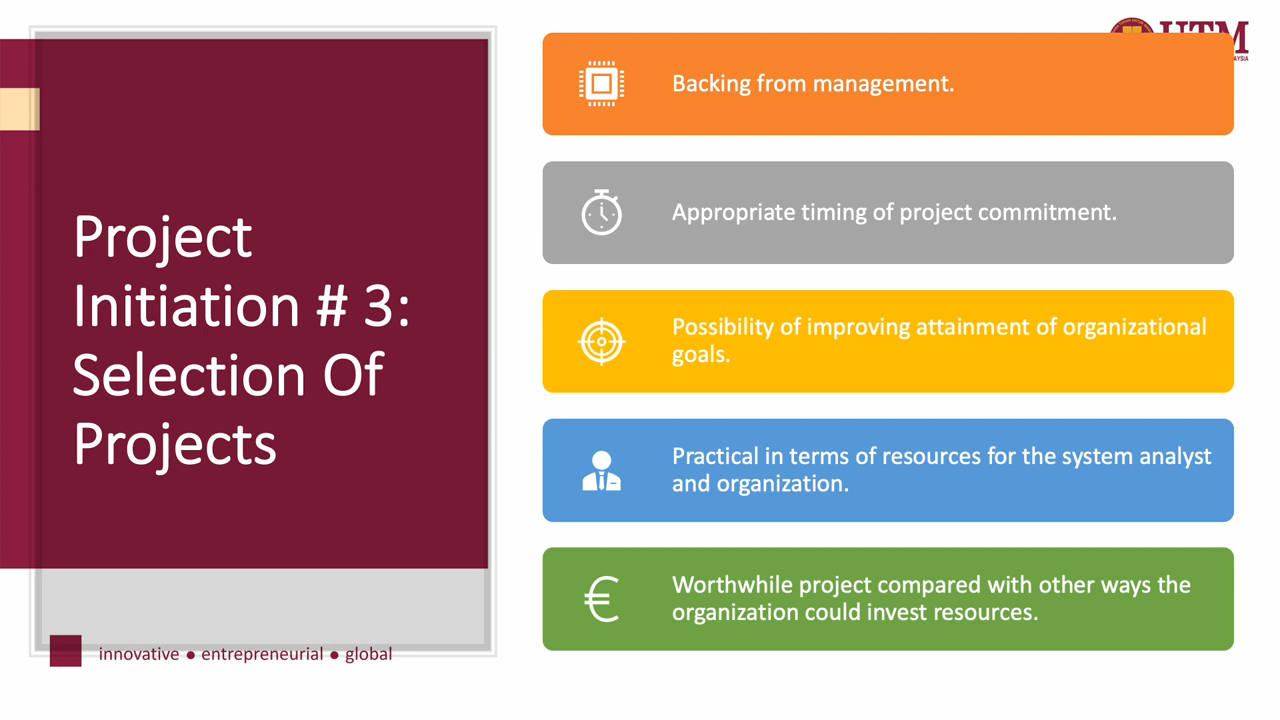 Project
Initiation # 3:
Selection Of
Projects
innovative ● entrepreneurial ● global
UTM
Backing from management.
Appropriate timing of project commitment.
Possibility of improving attainment of organizational
goals.
Practical in terms of resources for the system analyst
and organization.
€
Worthwhile project compared with other ways the
organization could invest resources.